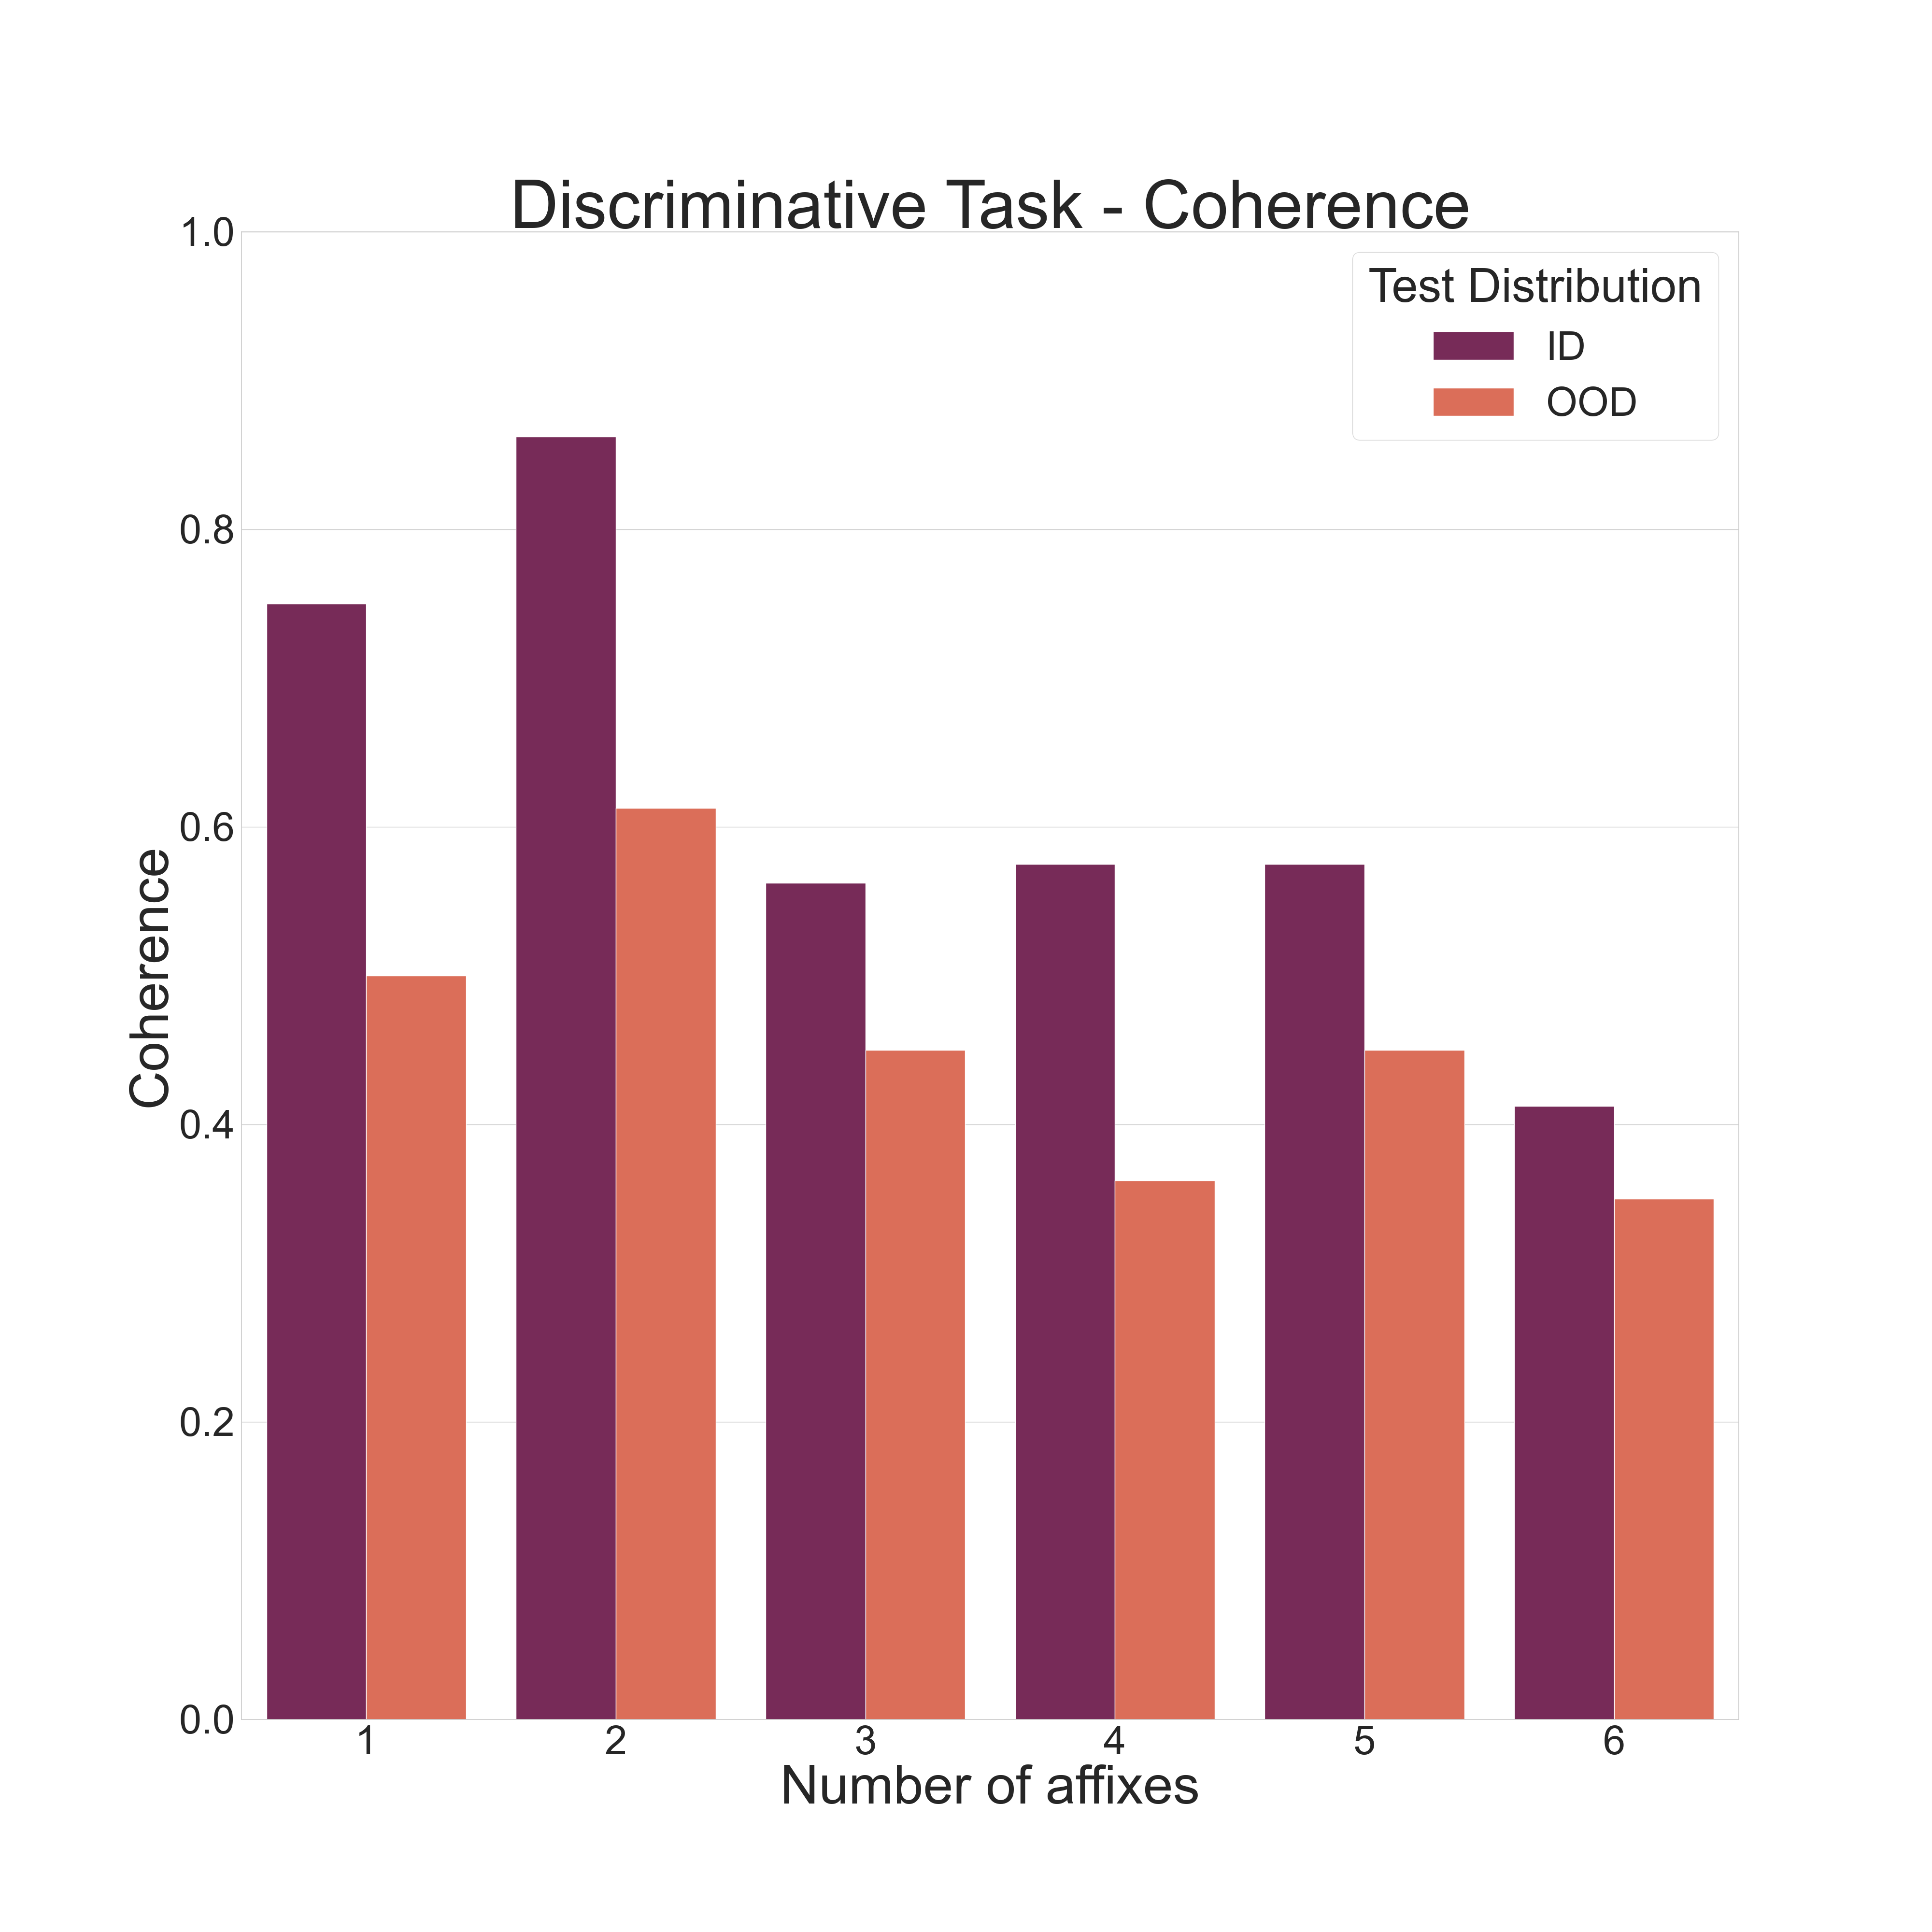 Discriminative Task - Coherence
Test Distribution
ID
OOD
Coherence
1.0
0.8
0.6
0.4
0.2
0.0
1 2 3 4 5 6
Number of affixes